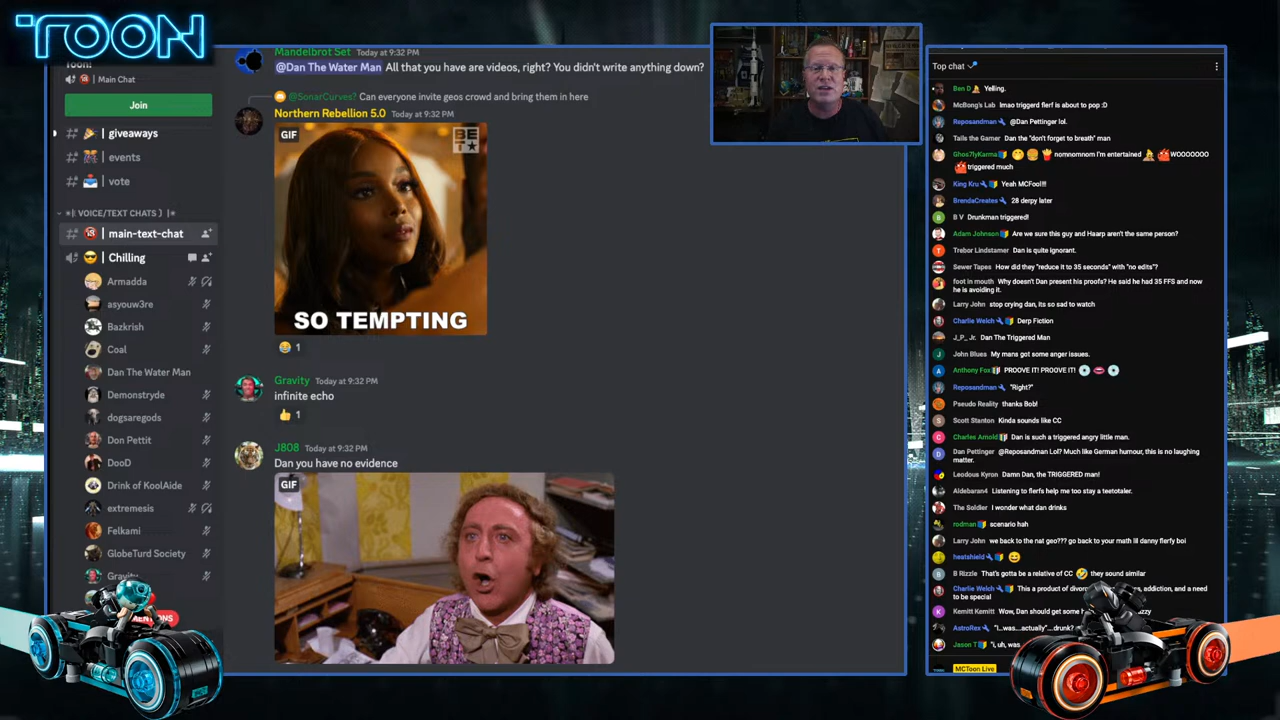 TOON
Toon!
Main Chat
Join
giveaways
events
vote
VOICE/TEXT CHATS
main-text-chat
Chilling
Armadda
asyouw3re
Bazkrish
Coal
Dan The Water Man
Demonstryde
dogsaregods
Don Pettit
DooD
Drink of KoolAide
extremesis
Felkami
GlobeTurd Society
Gravity
MENTIONS
Mandelbrot Set Today at 9:32 PM
@Dan The Water Man All that you have are videos, right? You didn't write anything down?
@SonarCurves? Can everyone invite geos crowd and bring them in here
Northern Rebellion 5.0 Today at 9:32 PM
GIF
BE
T★
SO TEMPTING
1
Gravity Today at 9:32 PM
infinite echo
1
J808 Today at 9:32 PM
Dan you have no evidence
GIF
Top chat
Ben D Yelling.
McBong's Lab lmao triggered flerf is about to pop :D
Reposandman @Dan Pettinger lol.
Tails the Gamer Dan the "don't forget to breath" man
Ghos7lyKarma nomnomnom I'm entertained WOOOOOOO
triggered much
King Kru Yeah MCFool!!!
BrendaCreates 28 derpy later
B V Drunkman triggered!
Adam Johnson Are we sure this guy and Haarp aren't the same person?
Trebor Lindstamer Dan is quite ignorant.
Sewer Tapes How did they "reduce it to 35 seconds" with "no edits"?
foot in mouth Why doesn't Dan present his proofs? He said he had 35 FFS and now
he is avoiding it.
Larry John stop crying dan, its so sad to watch
Charlie Welch Derp Fiction
J_P_ Jr. Dan The Triggered Man
John Blues My mans got some anger issues.
Anthony Fox PROOVE IT! PROOVE IT!
Reposandman "Right?"
Pseudo Reality thanks Bob!
Scott Stanton Kinda sounds like CC
Charles Arnold Dan is such a triggered angry little man.
Dan Pettinger @Reposandman Lol? Much like German humour, this is no laughing
matter.
Leodous Kyron Damn Dan, the TRIGGERED man!
Aldebaran4 Listening to flerfs help me too stay a teetotaler.
The Soldier I wonder what dan drinks
rodman scenario hah
Larry John we back to the nat geo??? go back to your math lil danny flerfy boi
heatshield
B Rizzle That's gotta be a relative of CC they sound similar
Charlie Welch This a product of divor addiction, and a need
to be special
Kemitt Kemitt Wow, Dan should get some
AstroRex "I...was...actually"....drunk?
Jason T "i, uh, was
MCToon Live